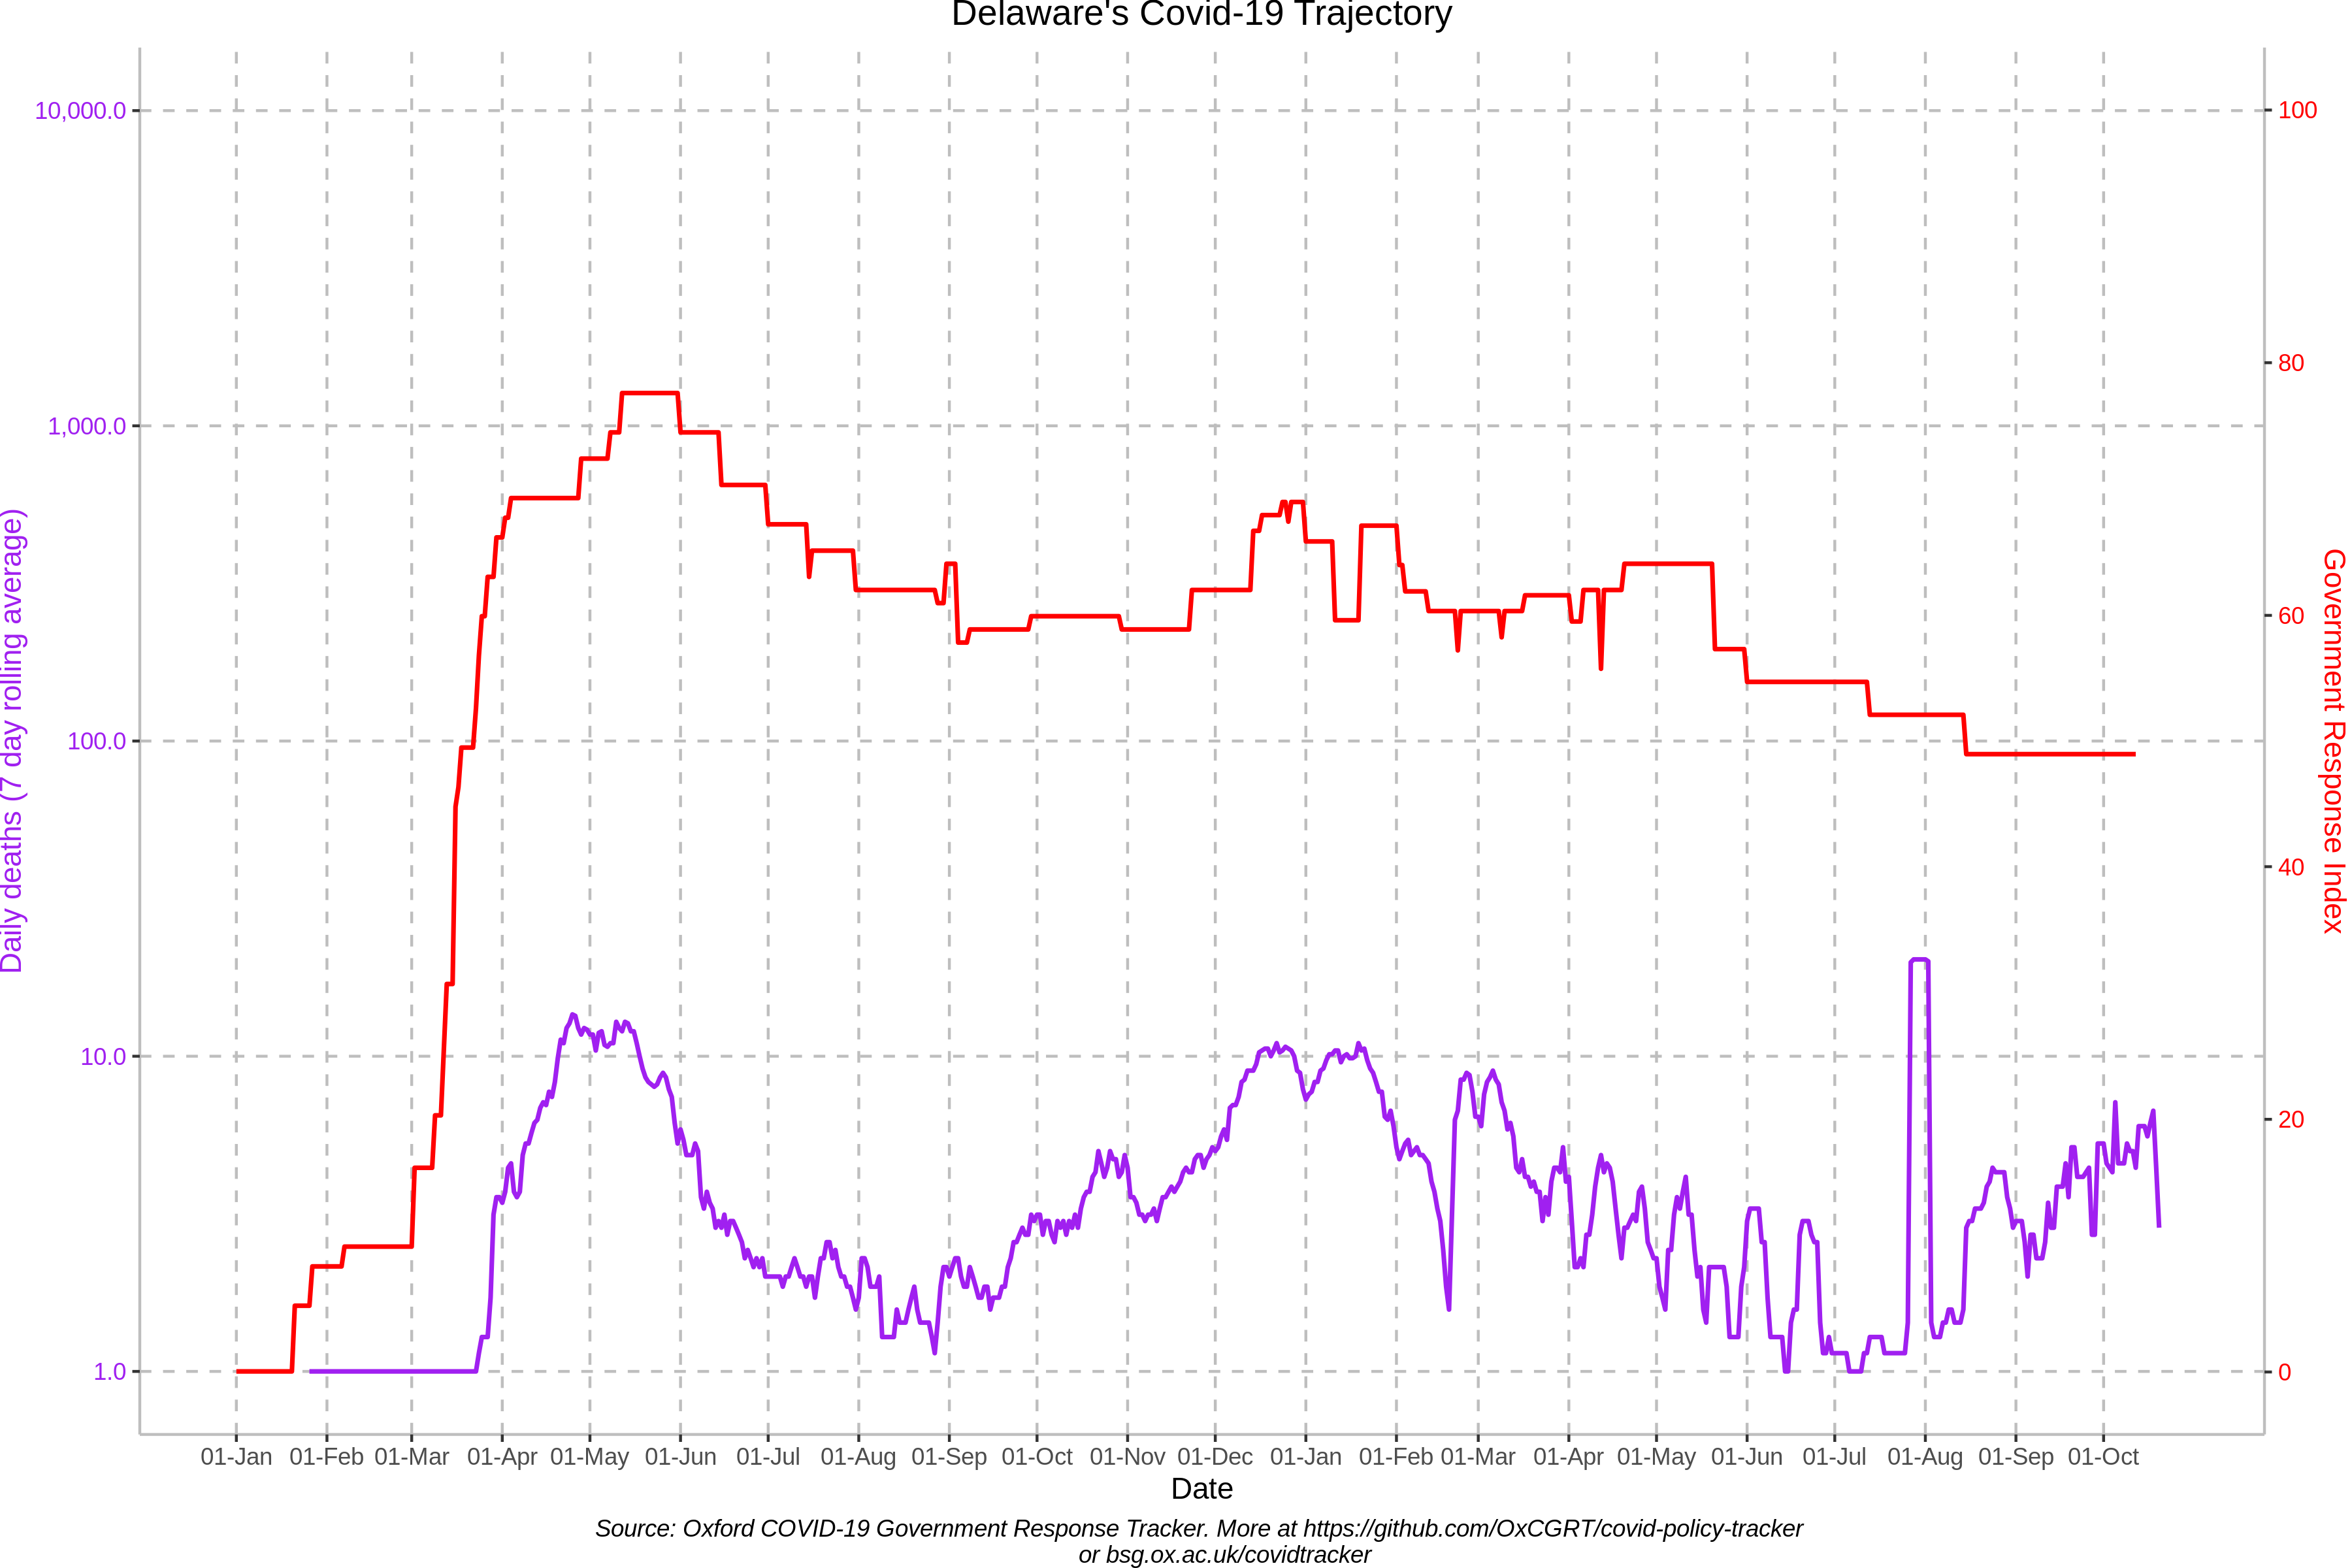 Delaware's Covid-19 Trajectory
10,000.0
1,000.0
100.0
10.0
1.0
Daily deaths (7 day rolling average)
100
80
60
40
20
0
Government Response Index
01-Jan 01-Feb 01-Mar 01-Apr 01-May 01-Jun 01-Jul 01-Aug 01-Sep 01-Oct 01-Nov 01-Dec 01-Jan 01-Feb 01-Mar 01-Apr 01-May 01-Jun 01-Jul 01-Aug 01-Sep 01-Oct
Date
Source: Oxford COVID-19 Government Response Tracker. More at https://github.com/OxCGRT/covid-policy-tracker
or bsg.ox.ac.uk/covidtracker